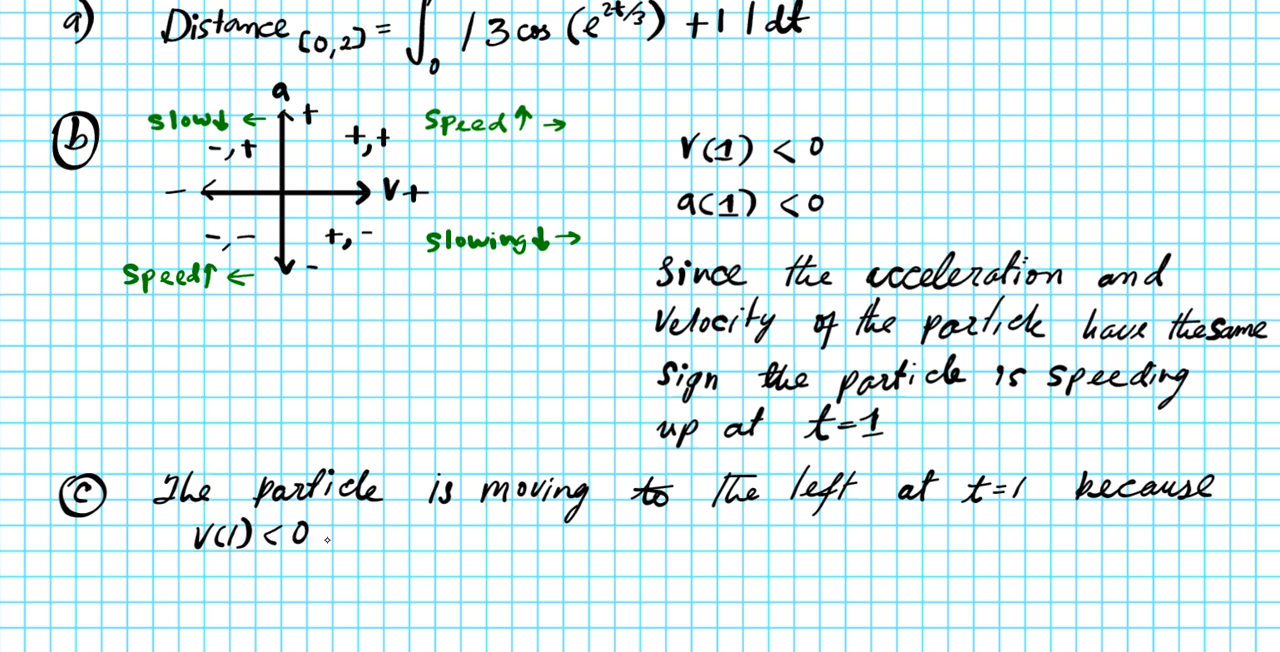 a) Distance [0,2] = ∫₀ | 3 cos (e^{2t/3}) + 1 | dt
b
a
slow↓ ← + Speed↑ →
-,+ +,+
- V+
-,- +,- slowing↓ →
Speed↑ ← -
V(1) < 0
a(1) < 0
Since the acceleration and
Velocity of the particle have the same
Sign the particle is speeding
up at t=1
c The particle is moving to the left at t=1 because
V(1) < 0.